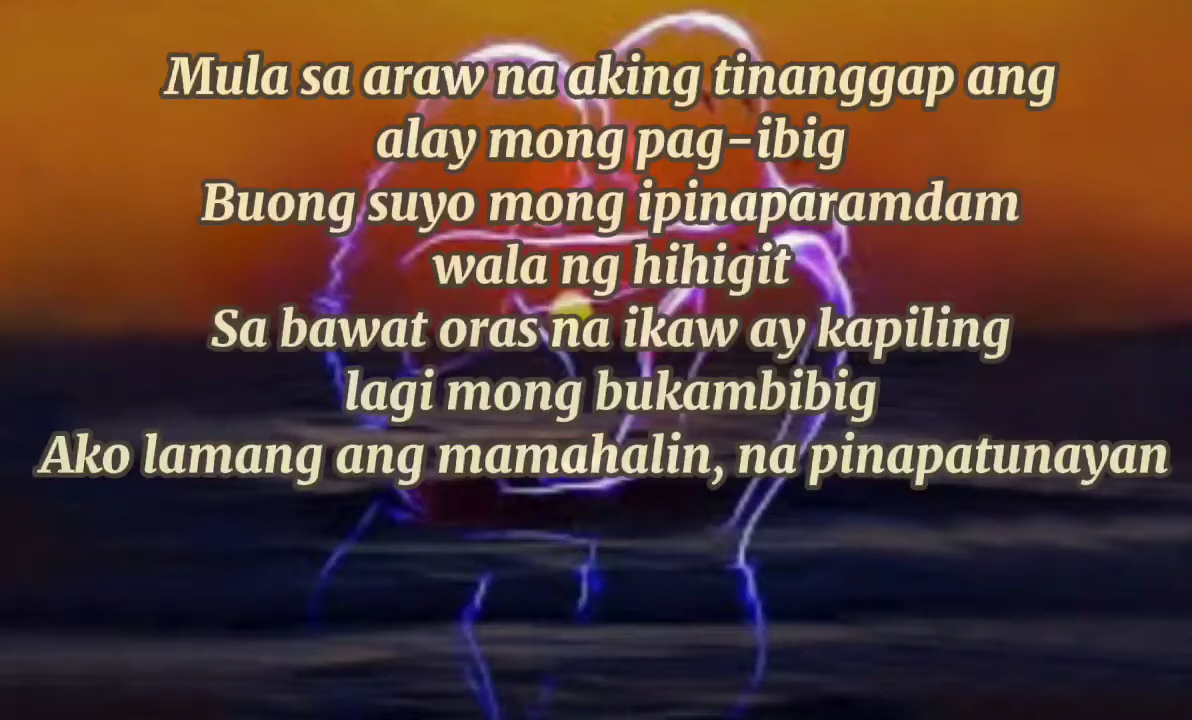 Mula sa araw na aking tinanggap ang
alay mong pag-ibig
Buong suyo mong ipinaparamdam
wala ng hihigit
Sa bawat oras na ikaw ay kapiling
lagi mong bukambibig
Ako lamang ang mamahalin, na pinapatunayan